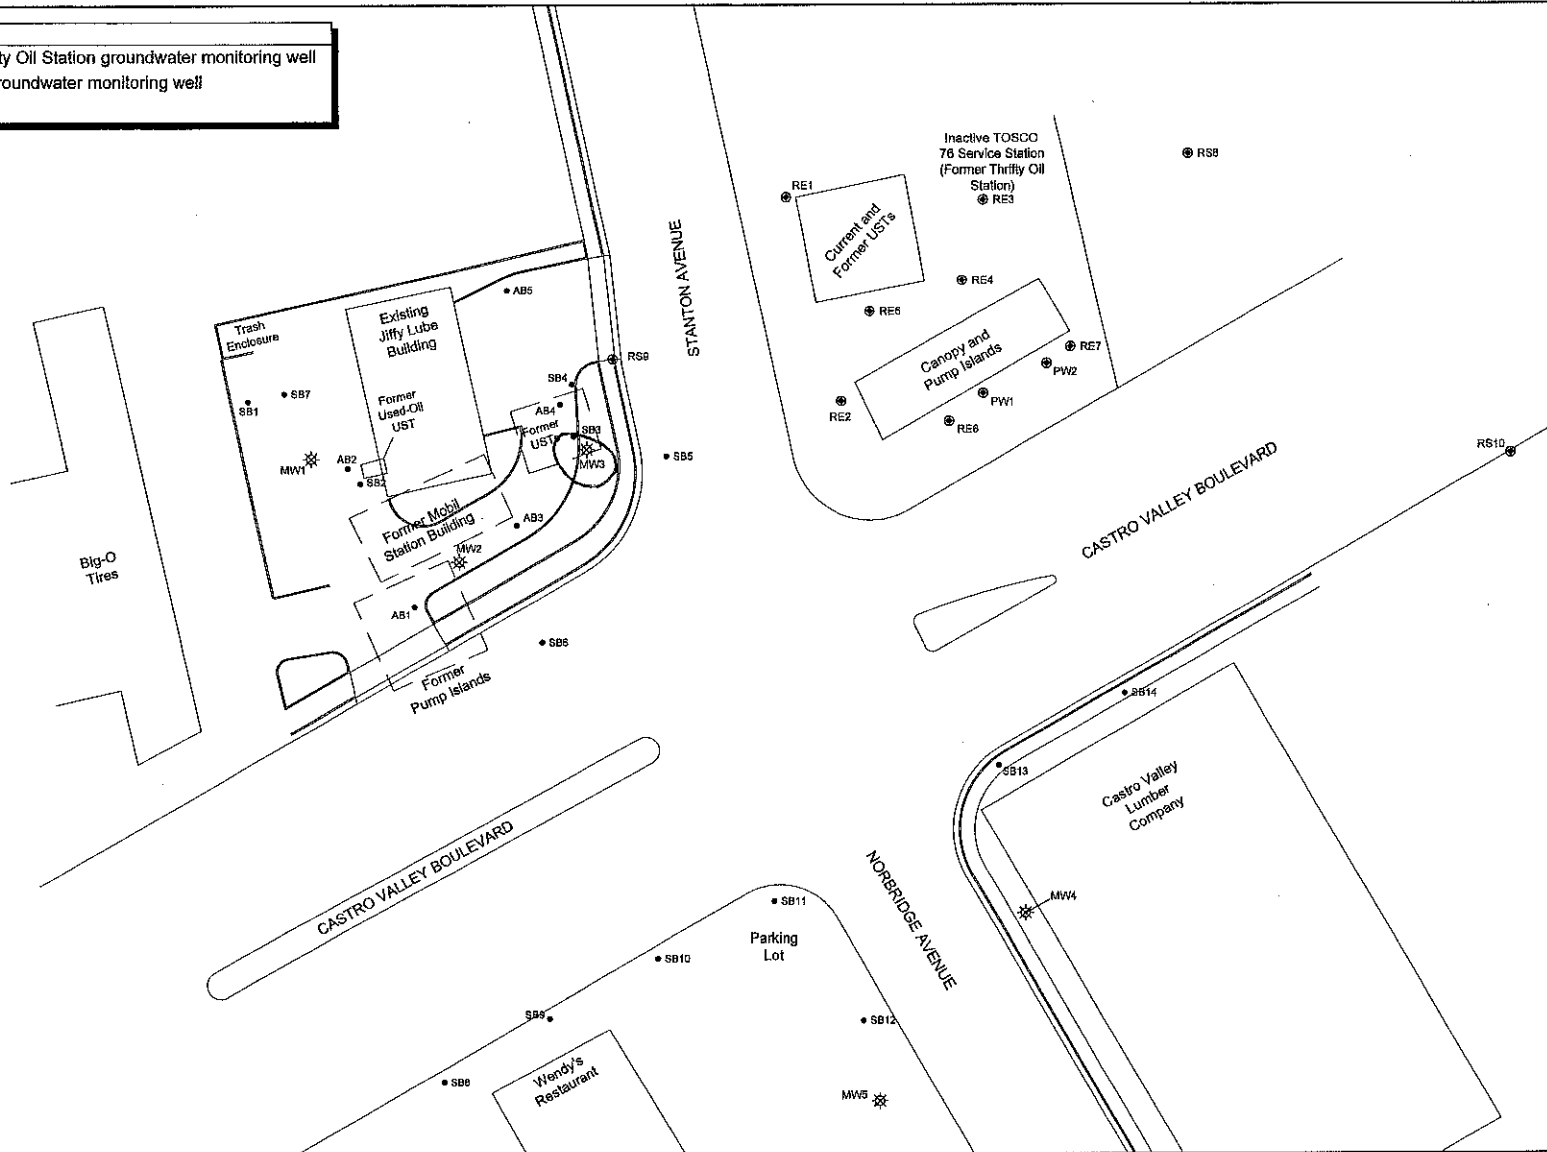 ty Oil Station groundwater monitoring well
roundwater monitoring well
Inactive TOSCO
76 Service Station
(Former Thrifty Oil
Station)
RS8
RE1
RE3
Current and
Former USTs
STANTON AVENUE
RE4
AB5
RE5
Trash
Enclosure
Existing
Jiffy Lube
Building
RS9
RE7
Canopy and
Pump Islands
PW2
SB4
SB7
SB1
Former
Used-Oil
UST
AB4
RE2
PW1
RE6
Former
USTs
SB3
RS10
MW1
AB2
MW3
SB5
SB2
CASTRO VALLEY BOULEVARD
Former Mobil
Station Building
AB3
MW2
Big-O
Tires
AB1
SB6
Former
Pump Islands
SB14
SB13
Castro Valley
Lumber
Company
CASTRO VALLEY BOULEVARD
NORBRIDGE AVENUE
MW4
SB11
Parking
Lot
SB10
SB9
SB12
Wendy's
Restaurant
SB8
MW5